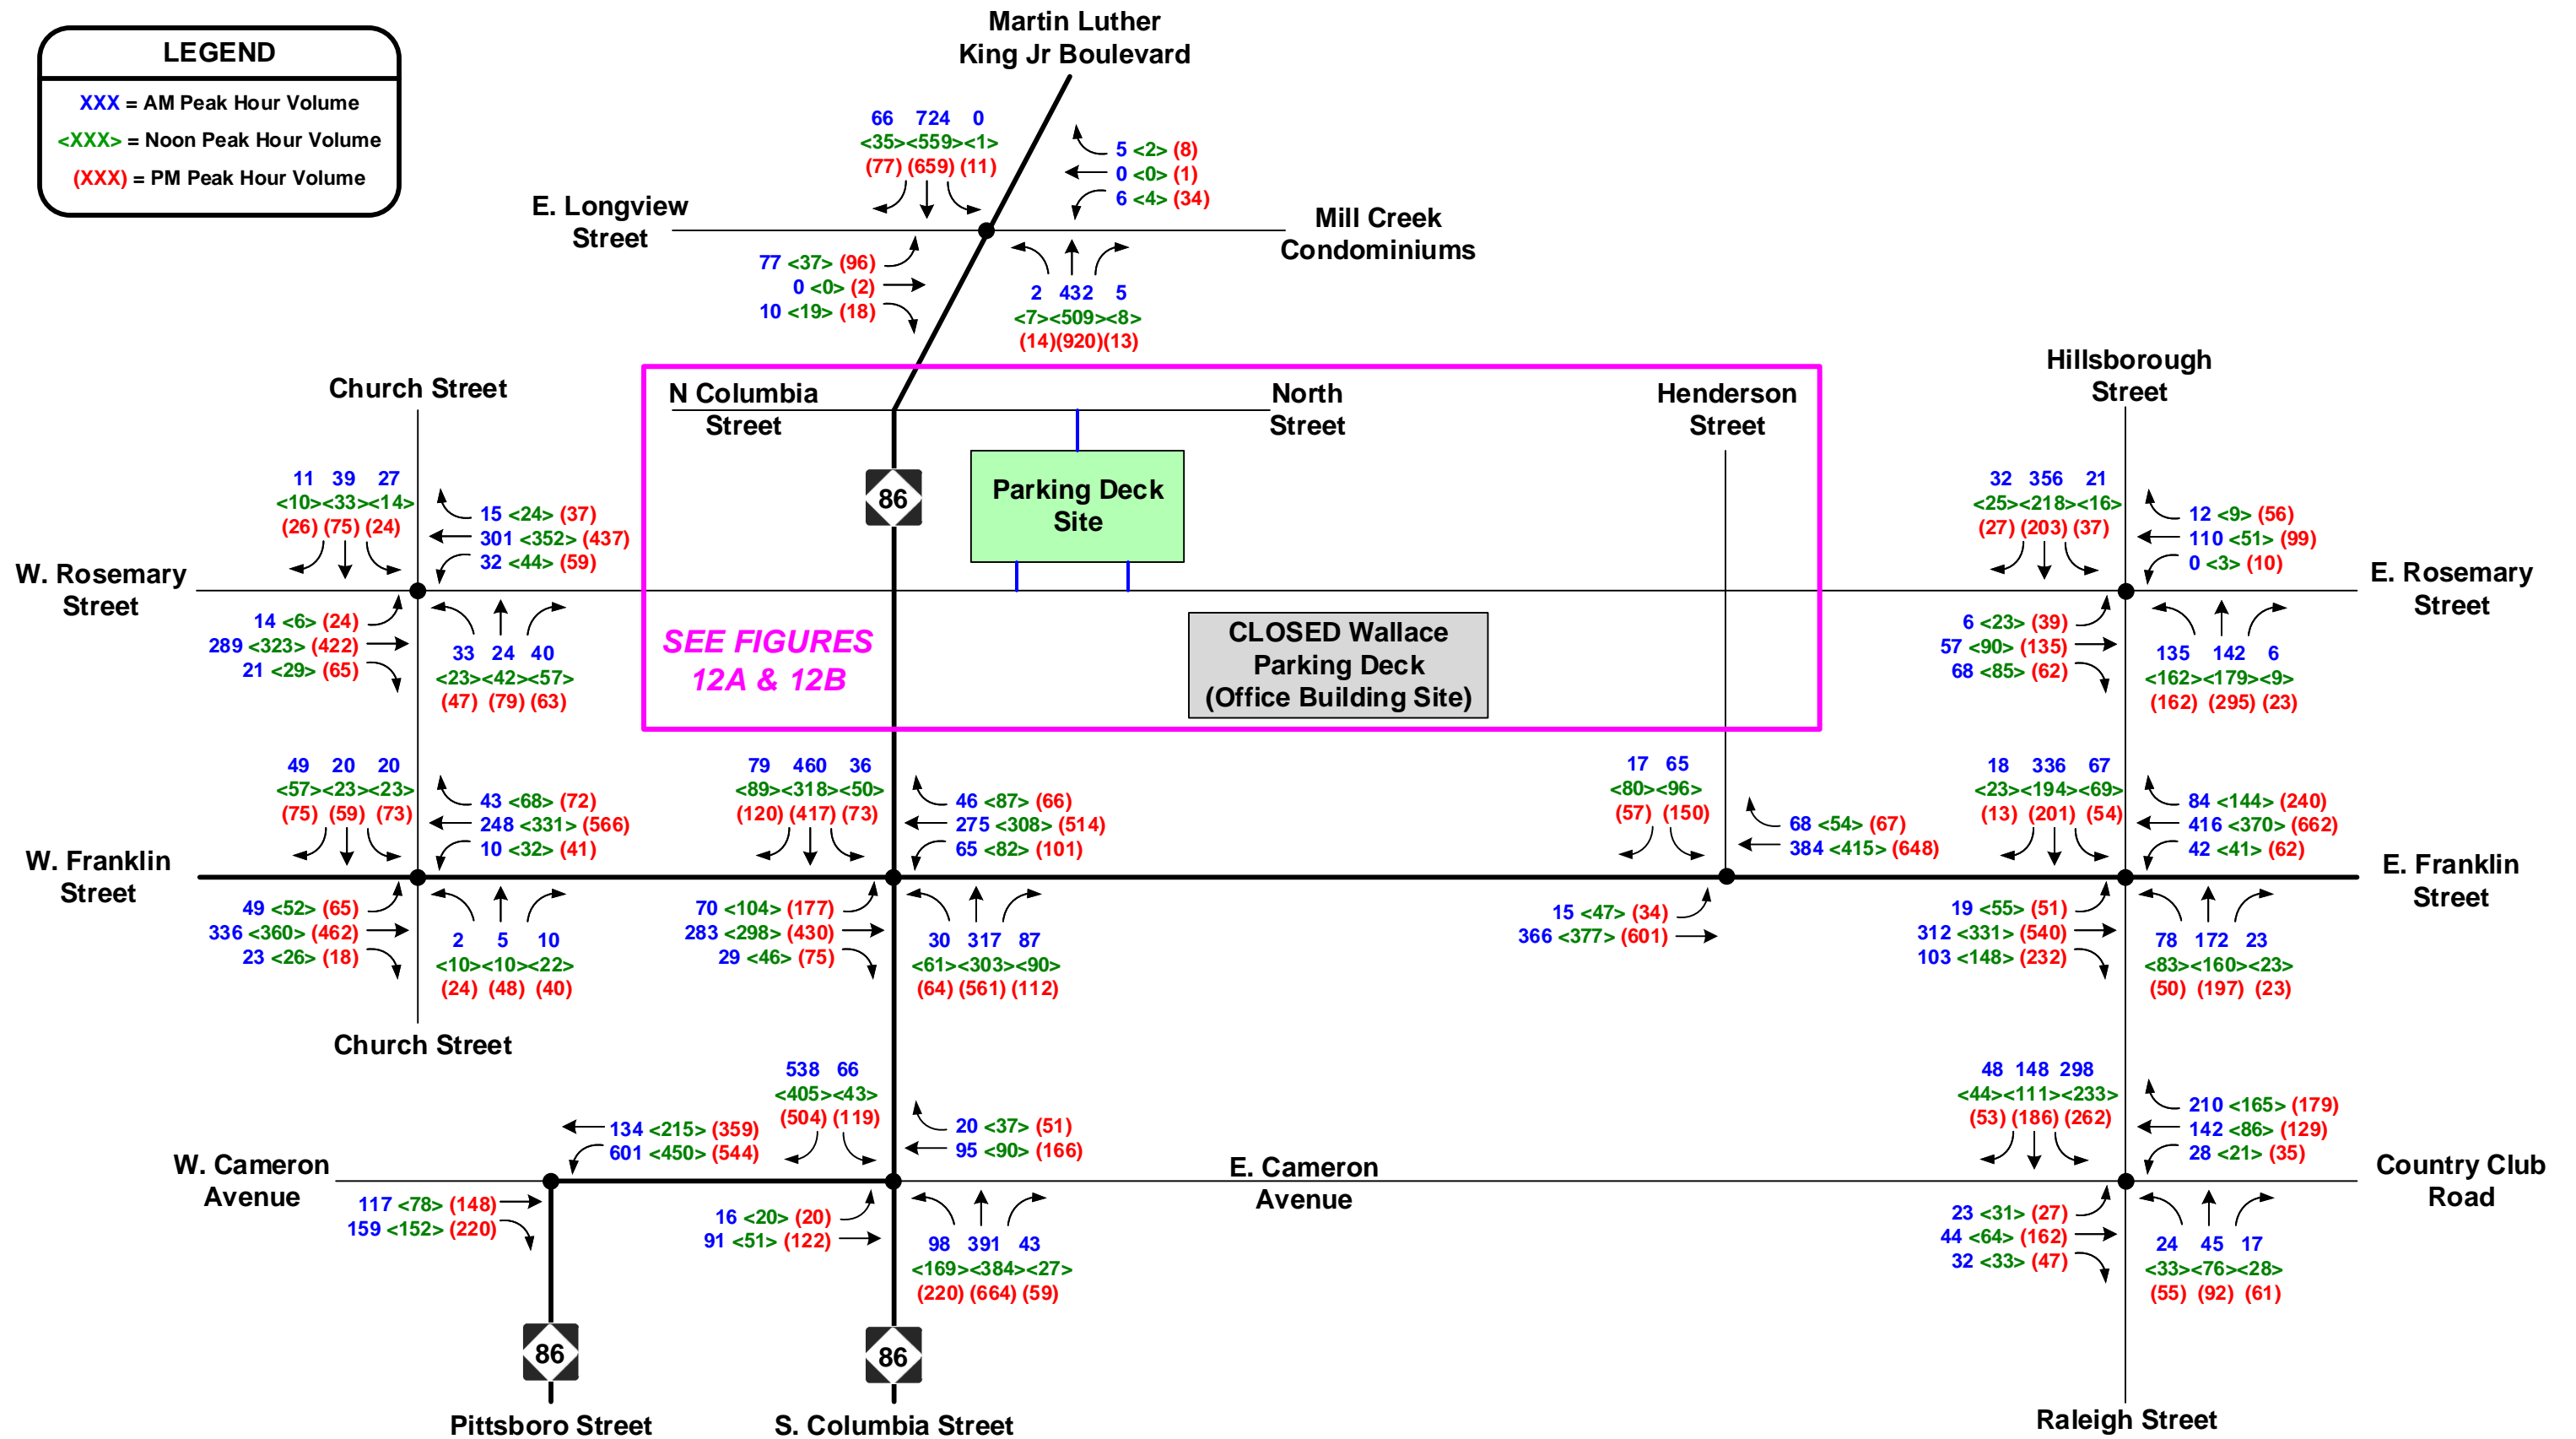 LEGEND
XXX = AM Peak Hour Volume
<XXX> = Noon Peak Hour Volume
(XXX) = PM Peak Hour Volume
Martin Luther
King Jr Boulevard
66 724 0
<35><559><1>
(77) (659) (11)
5 <2> (8)
0 <0> (1)
6 <4> (34)
E. Longview
Street
Mill Creek
Condominiums
77 <37> (96)
0 <0> (2)
10 <19> (18)
2 432 5
<7><509><8>
(14)(920)(13)
Church Street
N Columbia
Street
North
Street
Henderson
Street
Hillsborough
Street
86
Parking Deck
Site
11 39 27
<10><33><14>
(26) (75) (24)
15 <24> (37)
301 <352> (437)
32 <44> (59)
32 356 21
<25><218><16>
(27) (203) (37)
12 <9> (56)
110 <51> (99)
0 <3> (10)
W. Rosemary
Street
E. Rosemary
Street
14 <6> (24)
289 <323> (422)
21 <29> (65)
33 24 40
<23><42><57>
(47) (79) (63)
SEE FIGURES
12A & 12B
CLOSED Wallace
Parking Deck
(Office Building Site)
6 <23> (39)
57 <90> (135)
68 <85> (62)
135 142 6
<162><179><9>
(162) (295) (23)
49 20 20
<57><23><23>
(75) (59) (73)
43 <68> (72)
248 <331> (566)
10 <32> (41)
79 460 36
<89><318><50>
(120) (417) (73)
46 <87> (66)
275 <308> (514)
65 <82> (101)
17 65
<80><96>
(57) (150)
68 <54> (67)
384 <415> (648)
18 336 67
<23><194><69>
(13) (201) (54)
84 <144> (240)
416 <370> (662)
42 <41> (62)
W. Franklin
Street
E. Franklin
Street
49 <52> (65)
336 <360> (462)
23 <26> (18)
2 5 10
<10><10><22>
(24) (48) (40)
70 <104> (177)
283 <298> (430)
29 <46> (75)
30 317 87
<61><303><90>
(64) (561) (112)
15 <47> (34)
366 <377> (601)
19 <55> (51)
312 <331> (540)
103 <148> (232)
78 172 23
<83><160><23>
(50) (197) (23)
Church Street
134 <215> (359)
601 <450> (544)
538 66
<405><43>
(504) (119)
20 <37> (51)
95 <90> (166)
48 148 298
<44><111><233>
(53) (186) (262)
210 <165> (179)
142 <86> (129)
28 <21> (35)
W. Cameron
Avenue
E. Cameron
Avenue
Country Club
Road
117 <78> (148)
159 <152> (220)
16 <20> (20)
91 <51> (122)
98 391 43
<169><384><27>
(220) (664) (59)
23 <31> (27)
44 <64> (162)
32 <33> (47)
24 45 17
<33><76><28>
(55) (92) (61)
86
86
Pittsboro Street
S. Columbia Street
Raleigh Street